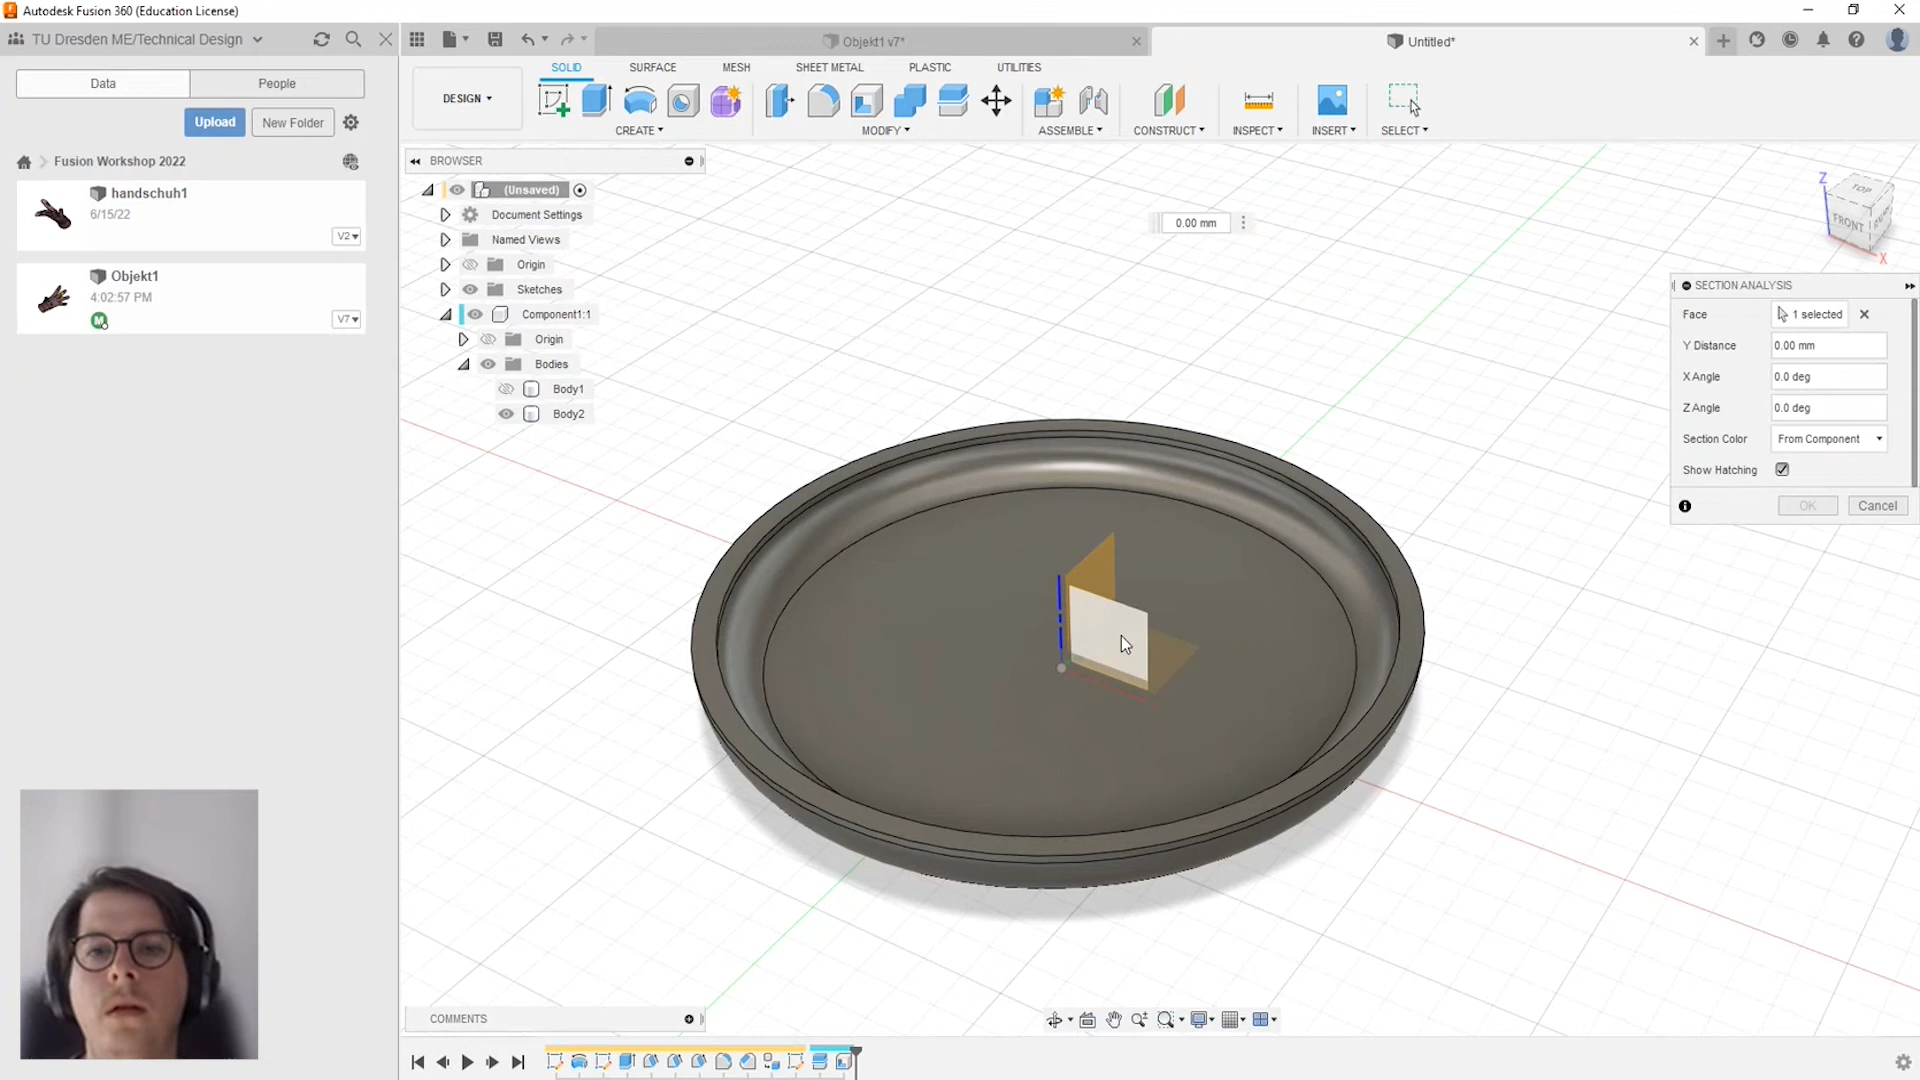 Autodesk Fusion 360 (Education License)
TU Dresden ME/Technical Design
Objekt1 v7*
Untitled*
Data
People
Upload
New Folder
Fusion Workshop 2022
handschuh1
6/15/22
V2
Objekt1
4:02:57 PM
M
V7
SOLID
SURFACE
MESH
SHEET METAL
PLASTIC
UTILITIES
DESIGN
CREATE
MODIFY
ASSEMBLE
CONSTRUCT
INSPECT
INSERT
SELECT
BROWSER
(Unsaved)
Document Settings
Named Views
Origin
Sketches
Component1:1
Origin
Bodies
Body1
Body2
0.00 mm
Z
TOP
FRONT
X
SECTION ANALYSIS
Face
1 selected
Y Distance
0.00 mm
X Angle
0.0 deg
Z Angle
0.0 deg
Section Color
From Component
Show Hatching
OK
Cancel
COMMENTS